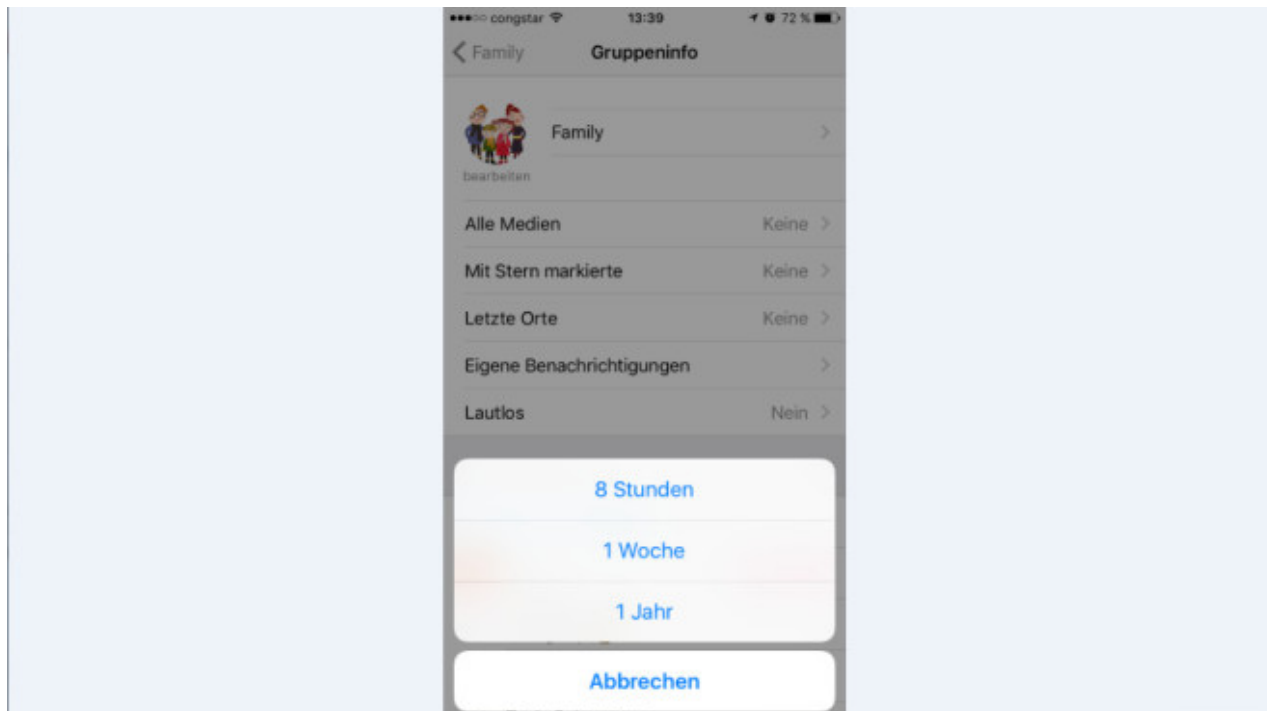 congstar 13:39 72 %
Family Gruppeninfo
Family
bearbeiten
Alle Medien Keine
Mit Stern markierte Keine
Letzte Orte Keine
Eigene Benachrichtigungen
Lautlos Nein
8 Stunden
1 Woche
1 Jahr
Abbrechen